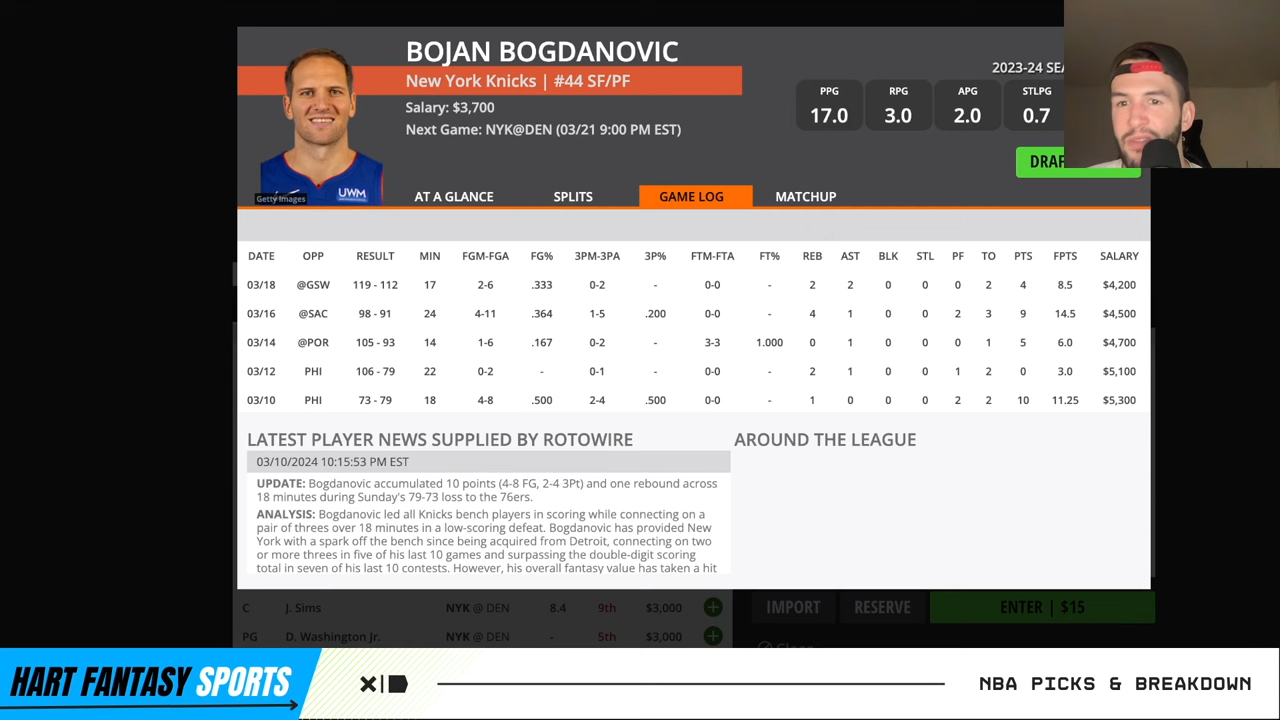 BOJAN BOGDANOVIC
New York Knicks | #44 SF/PF
Salary: $3,700
Next Game: NYK@DEN (03/21 9:00 PM EST)
2023-24 SEA
PPG RPG APG STLPG
17.0 3.0 2.0 0.7
DRAF
UWM
Getty Images
AT A GLANCE SPLITS GAME LOG MATCHUP
DATE OPP RESULT MIN FGM-FGA FG% 3PM-3PA 3P% FTM-FTA FT% REB AST BLK STL PF TO PTS FPTS SALARY
03/18 @GSW 119 - 112 17 2-6 .333 0-2 - 0-0 - 2 2 0 0 0 2 4 8.5 $4,200
03/16 @SAC 98 - 91 24 4-11 .364 1-5 .200 0-0 - 4 1 0 0 2 3 9 14.5 $4,500
03/14 @POR 105 - 93 14 1-6 .167 0-2 - 3-3 1.000 0 1 0 0 0 1 5 6.0 $4,700
03/12 PHI 106 - 79 22 0-2 - 0-1 - 0-0 - 2 1 0 0 1 2 0 3.0 $5,100
03/10 PHI 73 - 79 18 4-8 .500 2-4 .500 0-0 - 1 0 0 0 2 2 10 11.25 $5,300
LATEST PLAYER NEWS SUPPLIED BY ROTOWIRE
AROUND THE LEAGUE
03/10/2024 10:15:53 PM EST
UPDATE: Bogdanovic accumulated 10 points (4-8 FG, 2-4 3Pt) and one rebound across
18 minutes during Sunday's 79-73 loss to the 76ers.
ANALYSIS: Bogdanovic led all Knicks bench players in scoring while connecting on a
pair of threes over 18 minutes in a low-scoring defeat. Bogdanovic has provided New
York with a spark off the bench since being acquired from Detroit, connecting on two
or more threes in five of his last 10 games and surpassing the double-digit scoring
total in seven of his last 10 contests. However, his overall fantasy value has taken a hit
C J. Sims NYK @ DEN 8.4 9th $3,000
PG D. Washington Jr. NYK @ DEN - 5th $3,000
IMPORT RESERVE ENTER | $15
HART FANTASY SPORTS
NBA PICKS & BREAKDOWN